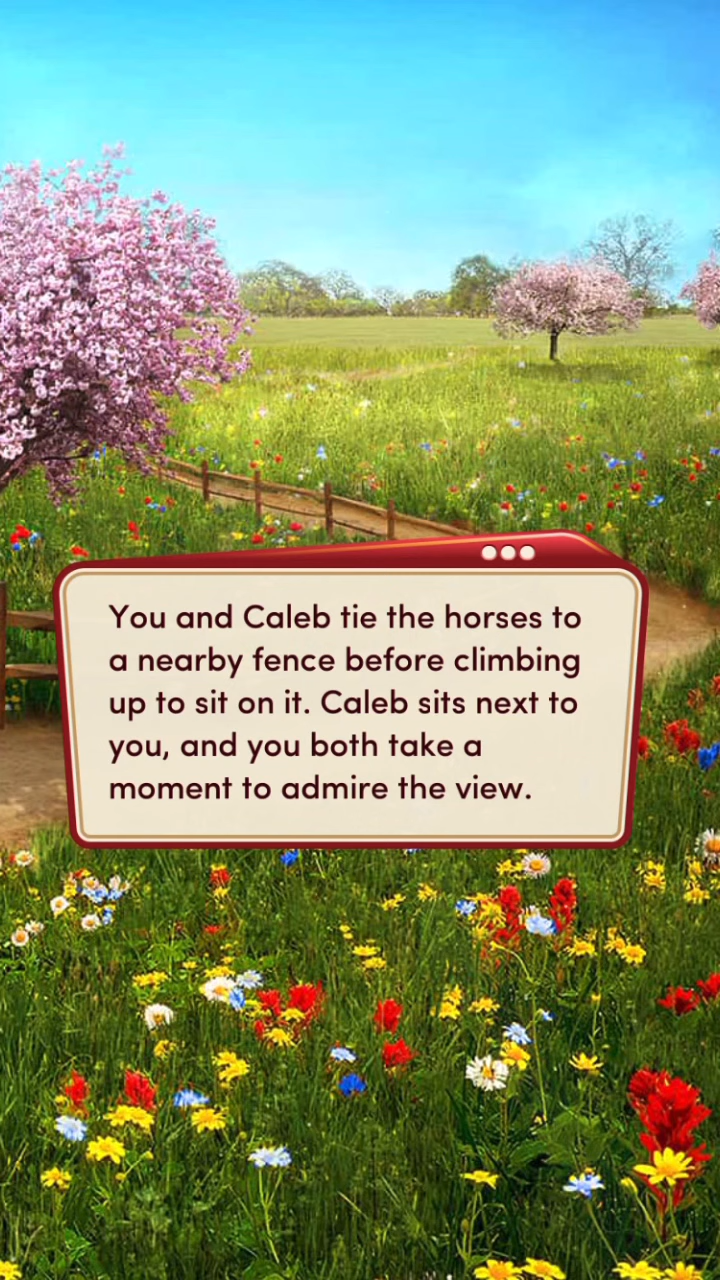 You and Caleb tie the horses to
a nearby fence before climbing
up to sit on it. Caleb sits next to
you, and you both take a
moment to admire the view.